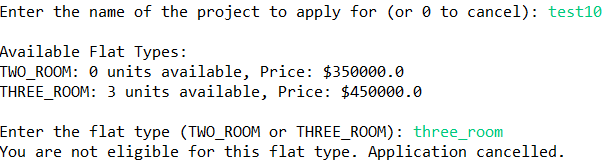 Enter the name of the project to apply for (or 0 to cancel): test10
Available Flat Types:
TWO_ROOM: 0 units available, Price: $350000.0
THREE_ROOM: 3 units available, Price: $450000.0
Enter the flat type (TWO_ROOM or THREE_ROOM): three_room
You are not eligible for this flat type. Application cancelled.